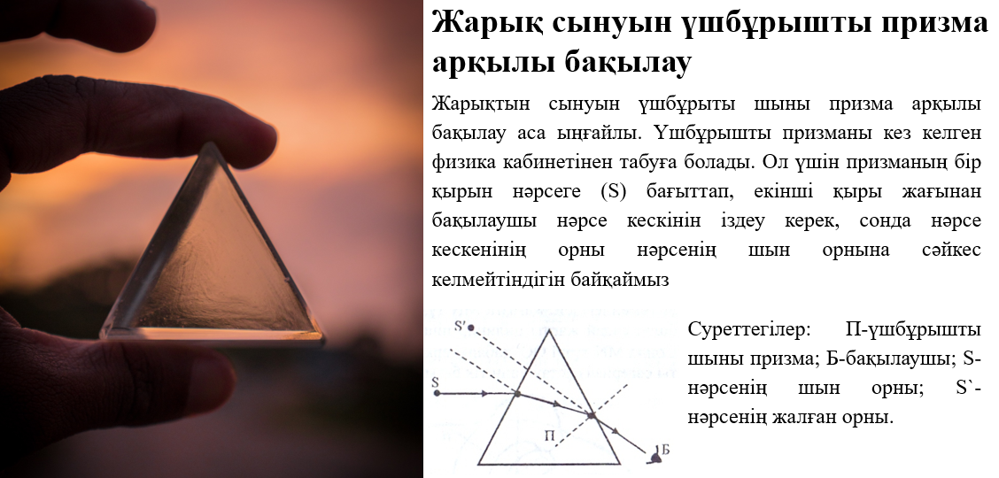 Жарық сынуын үшбұрышты призма
арқылы бақылау
Жарықтын сынуын үшбұрыты шыны призма арқылы
бақылау аса ыңғайлы. Үшбұрышты призманы кез келген
физика кабинетінен табуға болады. Ол үшін призманың бір
қырын нәрсеге (S) бағыттап, екінші қыры жағынан
бақылаушы нәрсе кескінін іздеу керек, сонда нәрсе
кескенінің орны нәрсенің шын орнына сәйкес
келмейтіндігін байқаймыз
S′
S
П
Б
Суреттегілер: П-үшбұрышты
шыны призма; Б-бақылаушы; S-
нәрсенің шын орны; S`-
нәрсенің жалған орны.